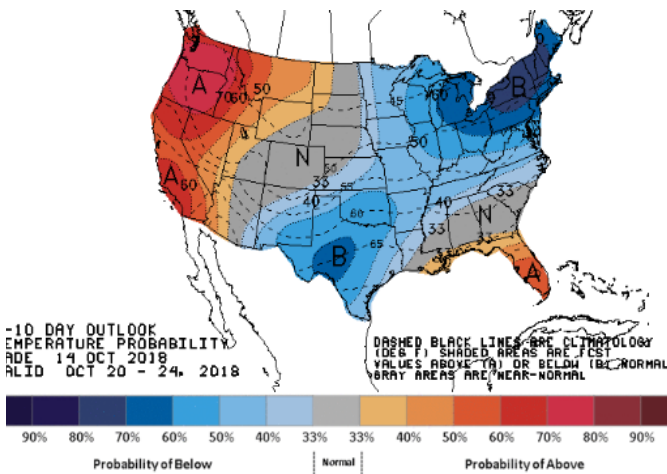 A
70
60
50
N
50
33
55
40
60
65
B
45
60
50
B
40
33
N
33
33
33
A
60
A
-10 DAY OUTLOOK
EMPERATURE PROBABILITY
ADE 14 OCT 2018
ALID OCT 20 - 24, 2018
DASHED BLACK LINES ARE CLIMATOLOGY
(DEG F) SHADED AREAS ARE FCST
VALUES ABOVE (A) OR BELOW (B) NORMAL
GRAY AREAS ARE NEAR-NORMAL
90% 80% 70% 60% 50% 40% 33% 33% 40% 50% 60% 70% 80% 90%
Probability of Below Normal Probability of Above